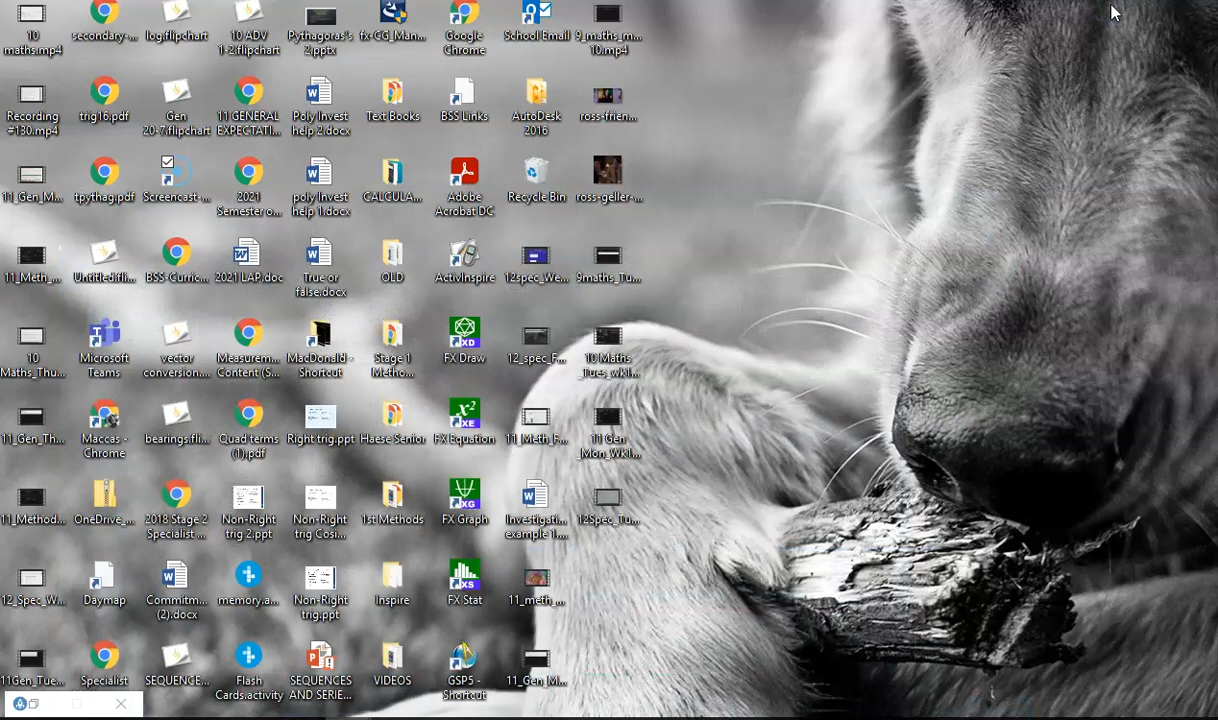 10
maths.mp4
secondary-...
log.flipchart
10 ADV
1-2.flipchart
Pythagoras's
2.pptx
fx-CG_Man...
Google
Chrome
School Email
9_maths_m...
10.mp4
Recording
#130.mp4
trig16.pdf
Gen
20-7.flipchart
11 GENERAL
EXPECTATI...
Poly Invest
help 2.docx
Text Books
BSS Links
AutoDesk
2016
ross-frien...
11_Gen_M...
tpythag.pdf
Screencast-...
2021
Semester o...
poly Invest
help 1.docx
CALCULA...
Adobe
Acrobat DC
Recycle Bin
ross-geller-...
11_Meth_...
Untitled.fli...
BSS Curric...
2021 LAP.doc
True or
false.docx
OLD
ActivInspire
12spec_We...
9maths_Tu...
10
Maths_Thu...
Microsoft
Teams
vector
conversion....
Measurem...
Content (S...
MacDonald -
Shortcut
Stage 1
Metho...
FX Draw
12_spec_F...
10 Maths
_Tues_wk1...
11_Gen_Th...
Maccas -
Chrome
bearings.fli...
Quad terms
(1).pdf
Right trig.ppt
Haese Senior
FX Equation
11_Meth_F...
11 Gen
_Mon_Wk1...
11_Method...
OneDrive_...
2018 Stage 2
Specialist ...
Non-Right
trig 2.ppt
Non-Right
trig Cosi...
1st Methods
FX Graph
Investigati...
example 1....
12Spec_Tu...
12_Spec_W...
Daymap
Commitm...
(2).docx
memory.a...
Non-Right
trig.ppt
Inspire
FX Stat
11_meth_...
11Gen_Tue...
Specialist
SEQUENCE...
Flash
Cards.activity
SEQUENCES
AND SERIE...
VIDEOS
GSP5 -
Shortcut
11_Gen_M...